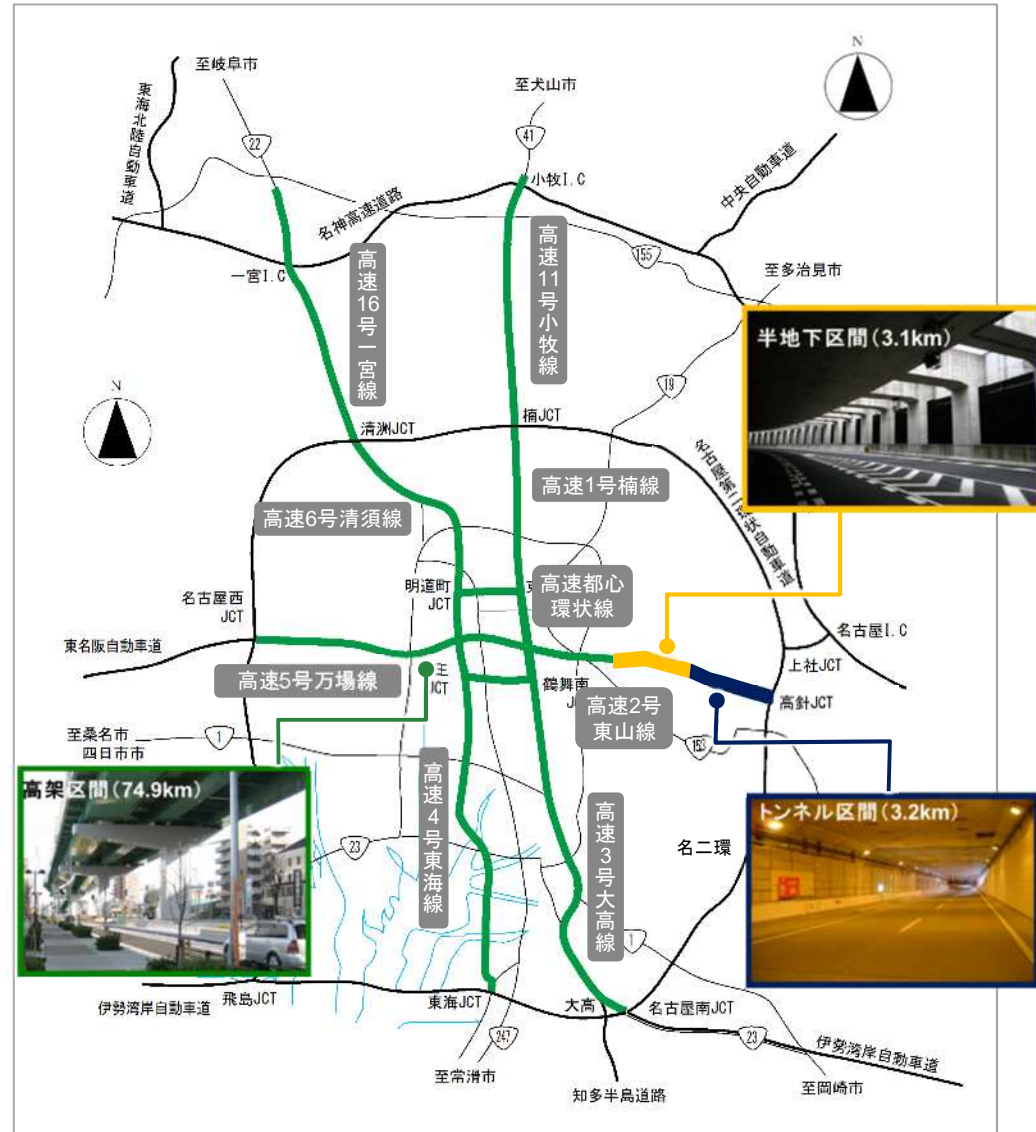 N
至岐阜市
至犬山市
東海北陸自動車道
22
41
小牧I.C
中央自動車道
名神高速道路
155
至多治見市
一宮I.C
高速16号一宮線
高速11号小牧線
半地下区間(3.1km)
19
N
清洲JCT
楠JCT
名古屋第二環状自動車道
高速1号楠線
高速6号清須線
明道町
JCT
高速都心
環状線
名古屋西
JCT
名古屋I.C
東名阪自動車道
上社JCT
高速5号万場線
王
JCT
鶴舞南
高速2号
東山線
高針JCT
至桑名市
四日市市
1
153
高架区間(74.9km)
高速4号東海線
高速3号大高線
トンネル区間(3.2km)
23
名二環
1
伊勢湾岸自動車道
飛島JCT
東海JCT
大高
名古屋南JCT
247
23
伊勢湾岸自動車道
至常滑市
知多半島道路
至岡崎市